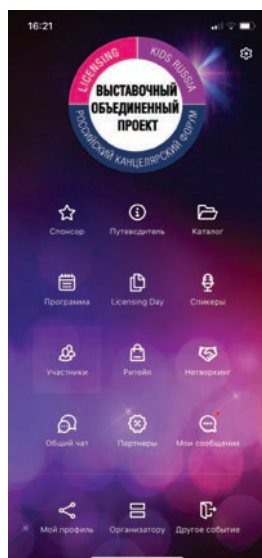 16:21
LICENSING
KIDS RUSSIA
ВЫСТАВОЧНЫЙ
ОБЪЕДИНЕННЫЙ
ПРОЕКТ
РОССИЙСКИЙ КАНЦЕЛЯРСКИЙ ФОРУМ
Спонсор Путеводитель Каталог
Программа Licensing Day Спикеры
Участники Ритейл Нетворкинг
Общий чат Партнеры Мои сообщения
Мой профиль Организатору Другое событие